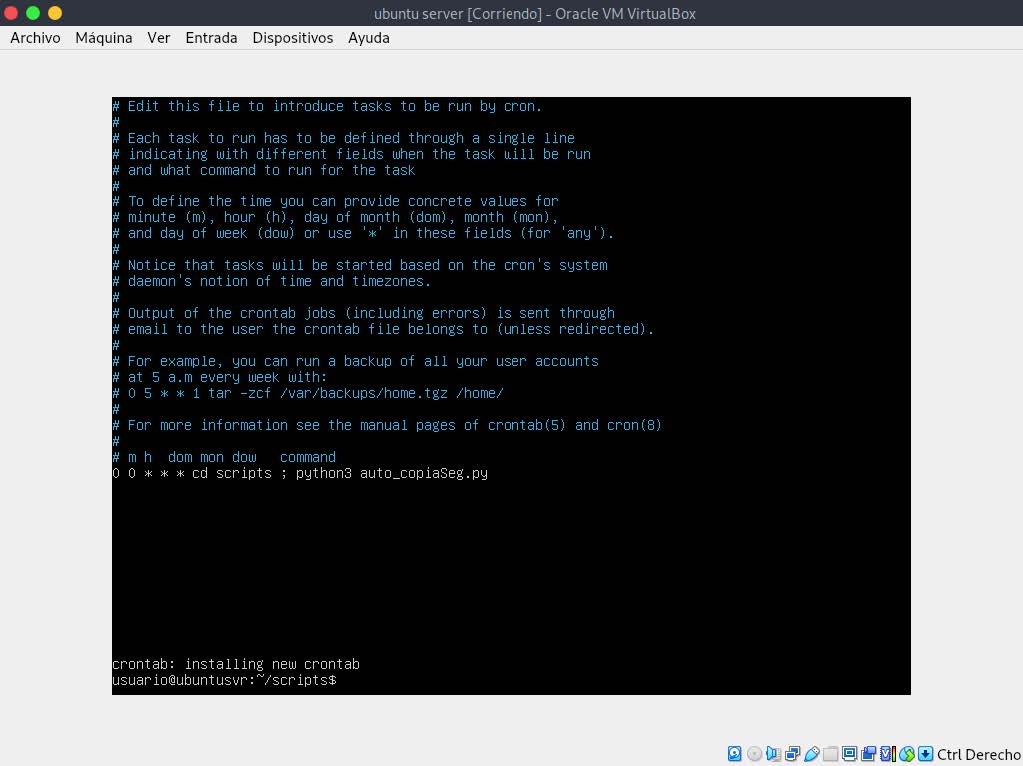 ubuntu server [Corriendo] - Oracle VM VirtualBox
Archivo Máquina Ver Entrada Dispositivos Ayuda
# Edit this file to introduce tasks to be run by cron.
#
# Each task to run has to be defined through a single line
# indicating with different fields when the task will be run
# and what command to run for the task
#
# To define the time you can provide concrete values for
# minute (m), hour (h), day of month (dom), month (mon),
# and day of week (dow) or use '*' in these fields (for 'any').
#
# Notice that tasks will be started based on the cron's system
# daemon's notion of time and timezones.
#
# Output of the crontab jobs (including errors) is sent through
# email to the user the crontab file belongs to (unless redirected).
#
# For example, you can run a backup of all your user accounts
# at 5 a.m every week with:
# 0 5 * * 1 tar -zcf /var/backups/home.tgz /home/
#
# For more information see the manual pages of crontab(5) and cron(8)
#
# m h  dom mon dow   command
0 0 * * * cd scripts ; python3 auto_copiaSeg.py
crontab: installing new crontab
usuario@ubuntusvr:~/scripts$
Ctrl Derecho